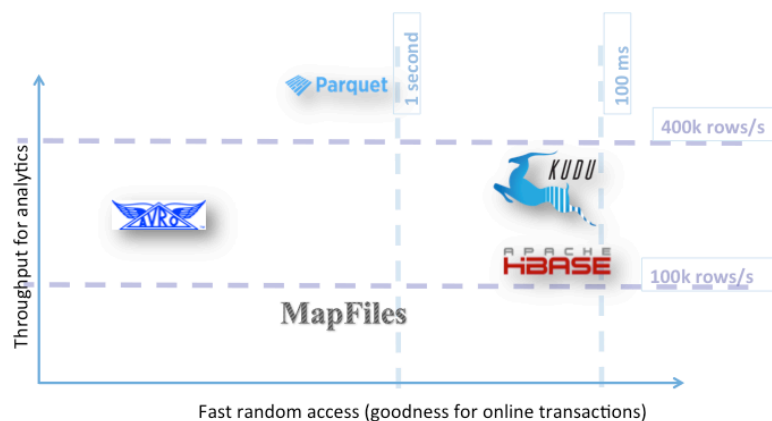 Parquet
1 second
100 ms
400k rows/s
KUDU
AVRO
APACHE
HBASE
100k rows/s
MapFiles
Throughput for analytics
Fast random access (goodness for online transactions)